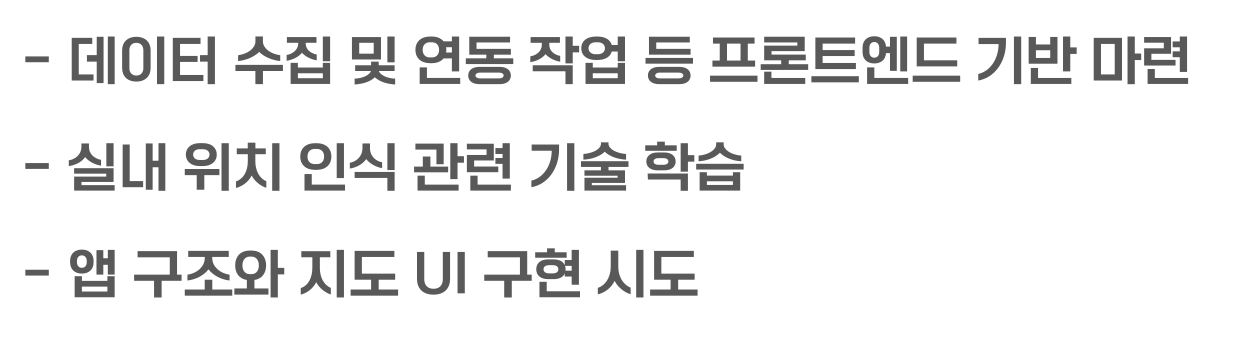 - 데이터 수집 및 연동 작업 등 프론트엔드 기반 마련
- 실내 위치 인식 관련 기술 학습
- 앱 구조와 지도 UI 구현 시도